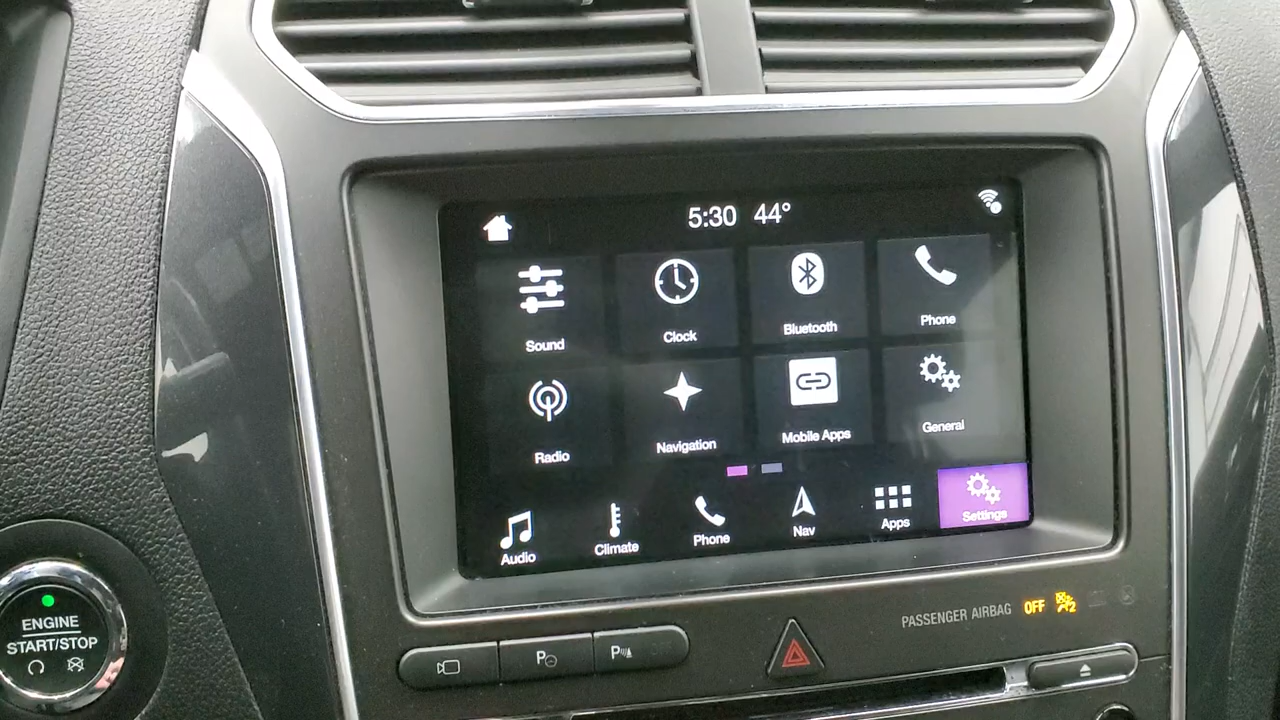 5:30 44°
Sound
Clock
Bluetooth
Phone
Radio
Navigation
Mobile Apps
General
Audio
Climate
Phone
Nav
Apps
Settings
PASSENGER AIRBAG OFF 2
ENGINE
START/STOP
P
P